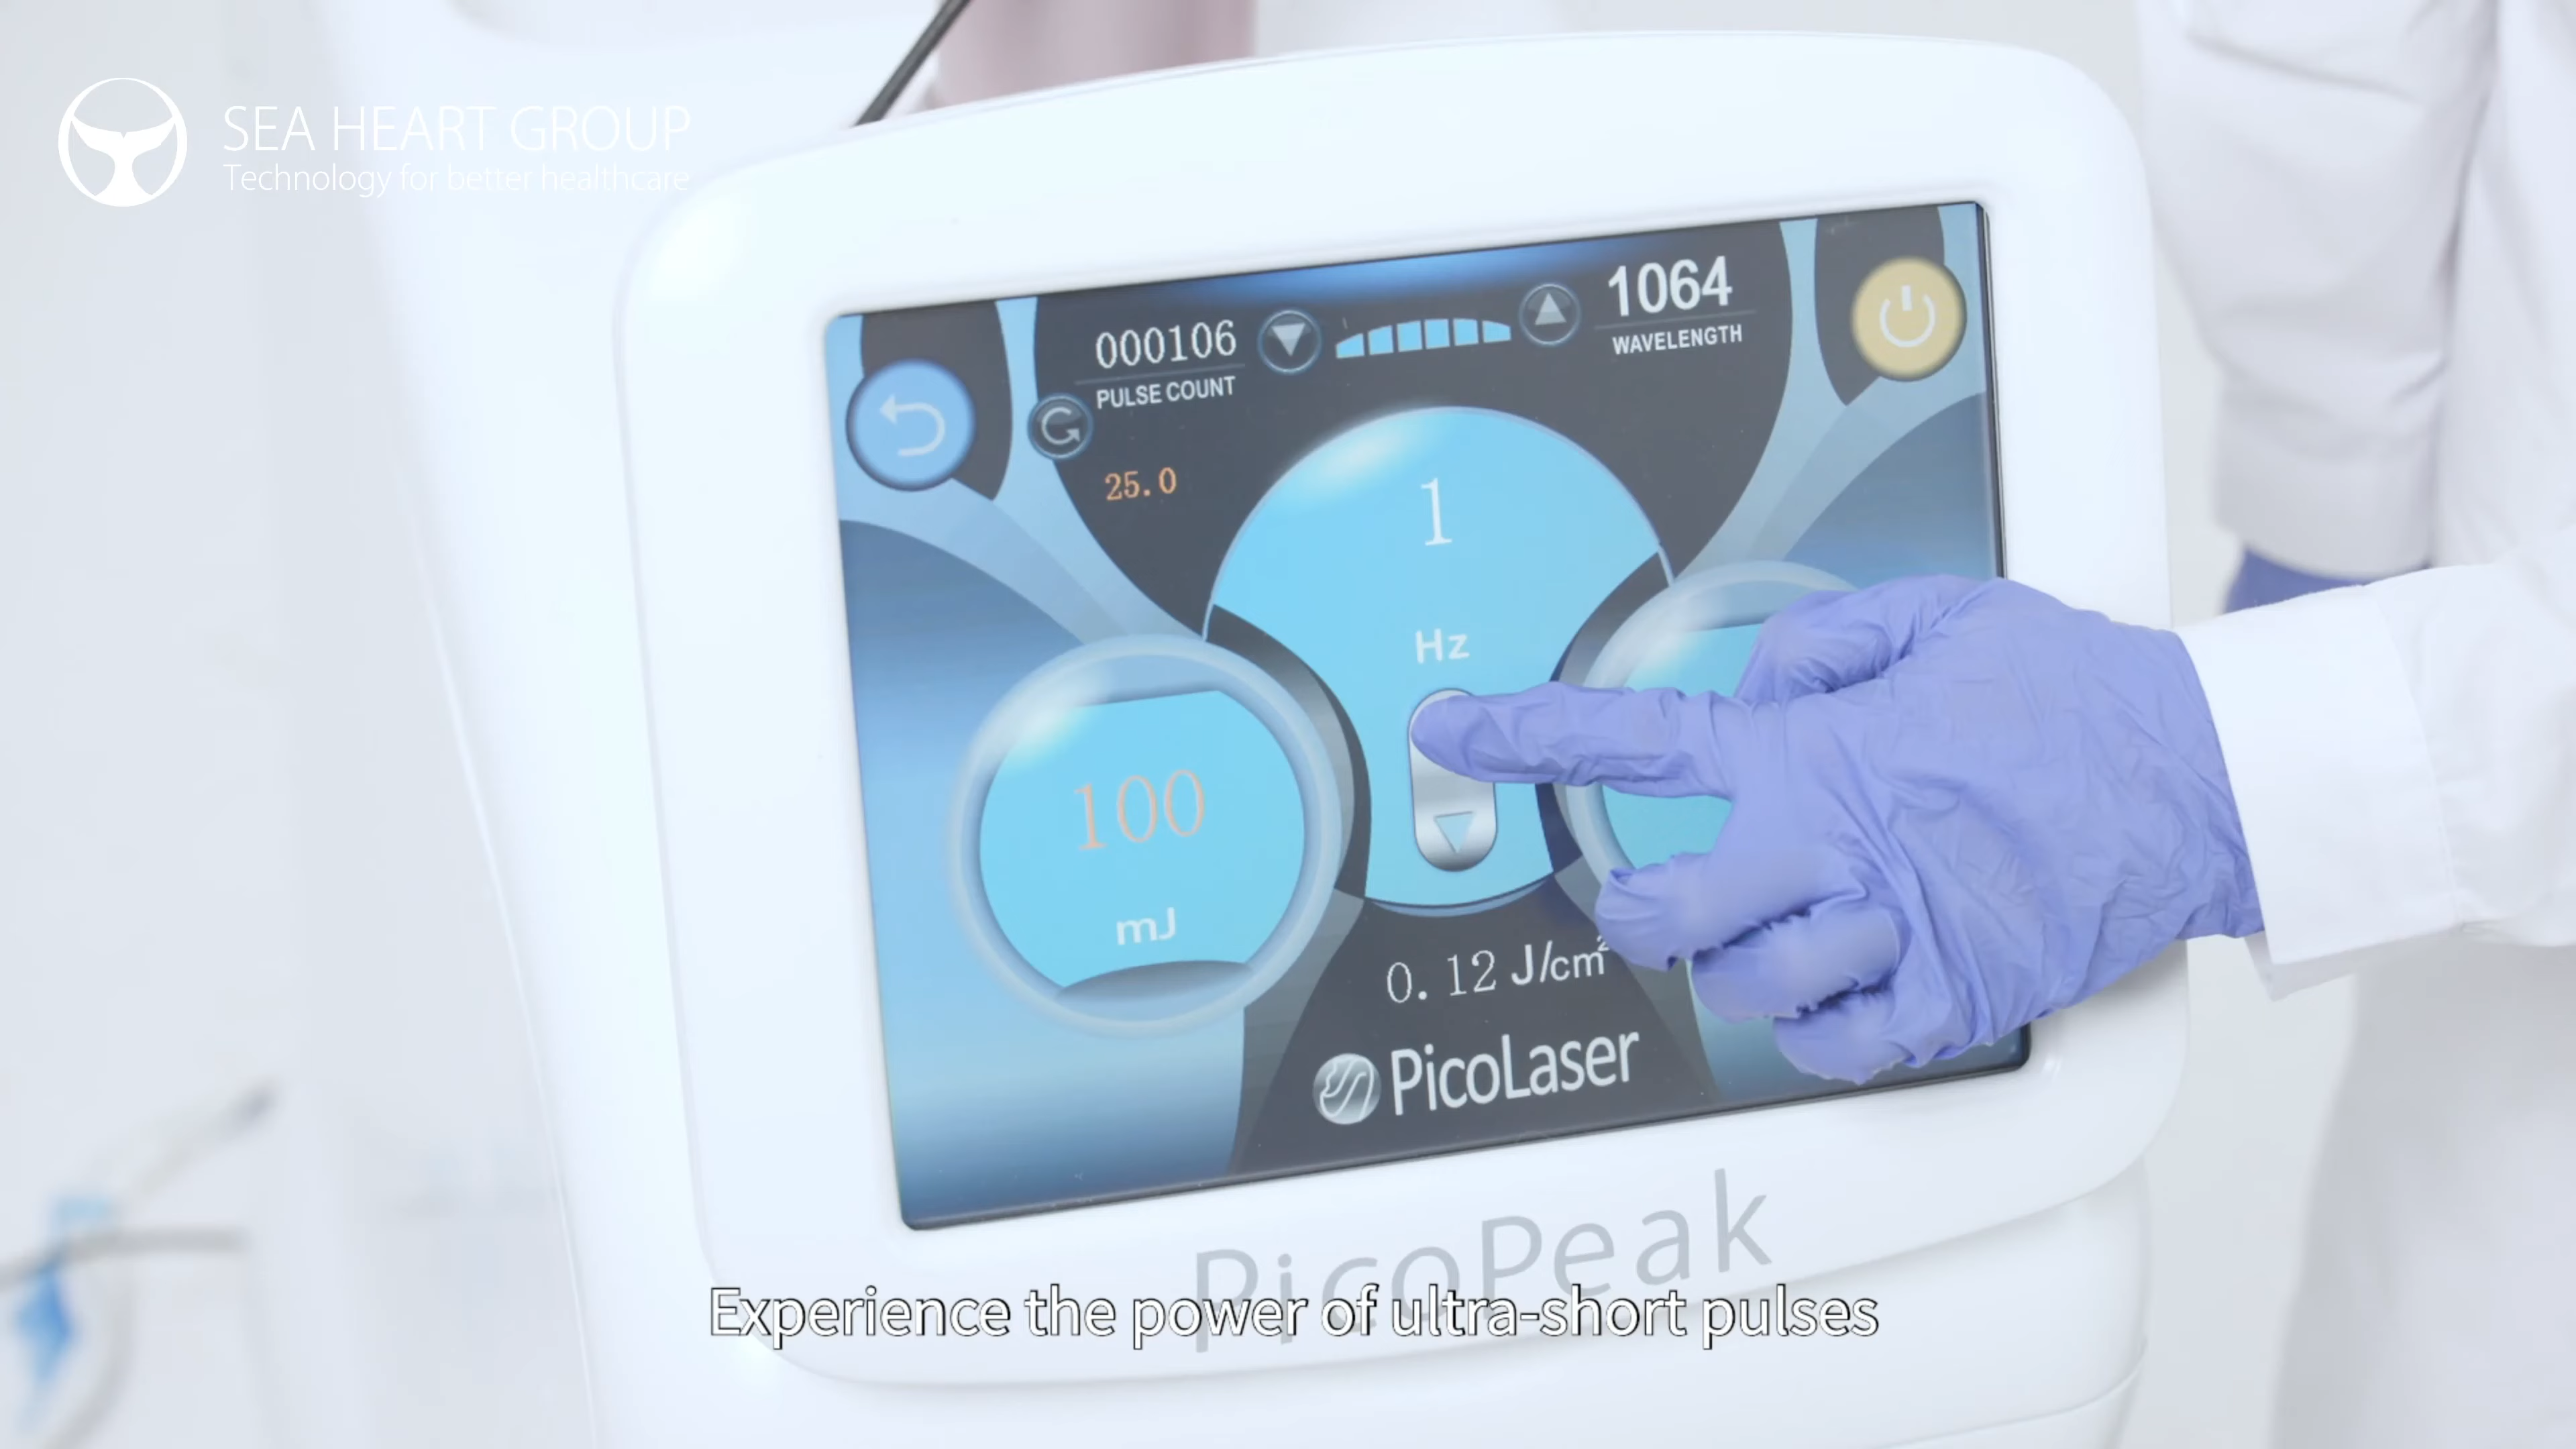 SEA HEART GROUP
Technology for better healthcare
000106
PULSE COUNT
1064
WAVELENGTH
25.0
1
Hz
100
mJ
0.12 J/cm²
PicoLaser
PicoPeak
Experience the power of ultra-short pulses